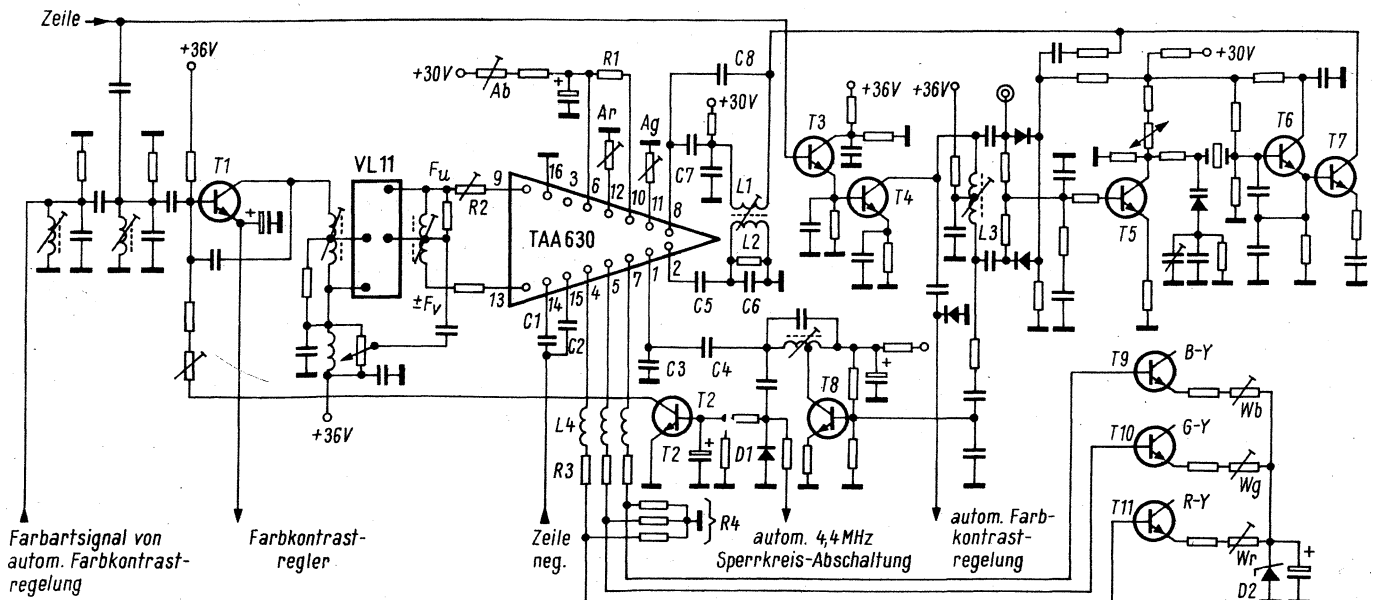 Zeile
+36V
T1
+
VL11
Fu
±Fv
R2
+36V
+30V
Ab
+
R1
Ar
Ag
9
16
3
6
12
10
11
8
TAA630
13
14
15
4
5
7
1
2
C1
C2
C3
C4
C5
C6
C7
C8
+30V
L1
L2
T3
+36V
+36V
T4
L3
T5
+30V
T6
T7
T2
T2
+
D1
T8
+
L4
R3
R4
T9
B-Y
Wb
T10
G-Y
Wg
T11
R-Y
Wr
D2
+
Farbartsignal von
autom. Farbkontrast-
regelung
Farbkontrast-
regler
Zeile
neg.
autom. 4,4MHz
Sperrkreis-Abschaltung
autom. Farb-
kontrast-
regelung